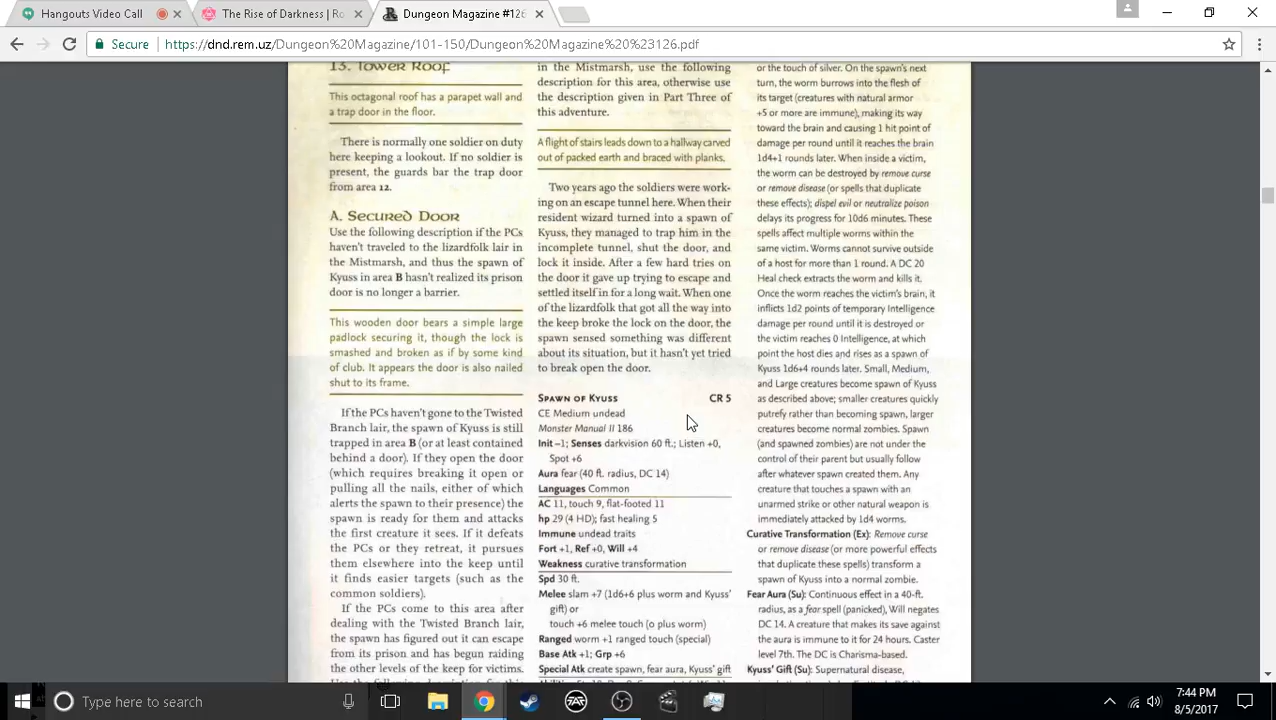 Hangouts Video Call
The Rise of Darkness | Ro
Dungeon Magazine #126
Secure
https://dnd.rem.uz/Dungeon%20Magazine/101-150/Dungeon%20Magazine%20%23126.pdf
13. Tower Roof
This octagonal roof has a parapet wall and
a trap door in the floor.
There is normally one soldier on duty
here keeping a lookout. If no soldier is
present, the guards bar the trap door
from area 12.
A. Secured Door
Use the following description if the PCs
haven't traveled to the lizardfolk lair in
the Mistmarsh, and thus the spawn of
Kyuss in area B hasn't realized its prison
door is no longer a barrier.
This wooden door bears a simple large
padlock securing it, though the lock is
smashed and broken as if by some kind
of club. It appears the door is also nailed
shut to its frame.
If the PCs haven't gone to the Twisted
Branch lair, the spawn of Kyuss is still
trapped in area B (or at least contained
behind a door). If they open the door
(which requires breaking it open or
pulling all the nails, either of which
alerts the spawn to their presence) the
spawn is ready for them and attacks
the first creature it sees. If it defeats
the PCs or they retreat, it pursues
them elsewhere into the keep until
it finds easier targets (such as the
common soldiers).
If the PCs come to this area after
dealing with the Twisted Branch lair,
the spawn has figured out it can escape
from its prison and has begun raiding
the other levels of the keep for victims.
in the Mistmarsh, use the following
description for this area, otherwise use
the description given in Part Three of
this adventure.
A flight of stairs leads down to a hallway carved
out of packed earth and braced with planks.
Two years ago the soldiers were work-
ing on an escape tunnel here. When their
resident wizard turned into a spawn of
Kyuss, they managed to trap him in the
incomplete tunnel, shut the door, and
lock it inside. After a few hard tries on
the door it gave up trying to escape and
settled itself in for a long wait. When one
of the lizardfolk that got all the way into
the keep broke the lock on the door, the
spawn sensed something was different
about its situation, but it hasn't yet tried
to break open the door.
Spawn of Kyuss CR 5
CE Medium undead
Monster Manual II 186
Init –1; Senses darkvision 60 ft.; Listen +0,
Spot +6
Aura fear (40 ft. radius, DC 14)
Languages Common
AC 11, touch 9, flat-footed 11
hp 29 (4 HD); fast healing 5
Immune undead traits
Fort +1, Ref +0, Will +4
Weakness curative transformation
Spd 30 ft.
Melee slam +7 (1d6+6 plus worm and Kyuss'
gift) or
touch +6 melee touch (0 plus worm)
Ranged worm +1 ranged touch (special)
Base Atk +1; Grp +6
Special Atk create spawn, fear aura, Kyuss' gift
or the touch of silver. On the spawn's next
turn, the worm burrows into the flesh of
its target (creatures with natural armor
+5 or more are immune), making its way
toward the brain and causing 1 hit point of
damage per round until it reaches the brain
1d4+1 rounds later. When inside a victim,
the worm can be destroyed by remove curse
or remove disease (or spells that duplicate
these effects); dispel evil or neutralize poison
delays its progress for 10d6 minutes. These
spells affect multiple worms within the
same victim. Worms cannot survive outside
of a host for more than 1 round. A DC 20
Heal check extracts the worm and kills it.
Once the worm reaches the victim's brain, it
inflicts 1d2 points of temporary Intelligence
damage per round until it is destroyed or
the victim reaches 0 Intelligence, at which
point the host dies and rises as a spawn of
Kyuss 1d6+4 rounds later. Small, Medium,
and Large creatures become spawn of Kyuss
as described above; smaller creatures quickly
putrefy rather than becoming spawn, larger
creatures become normal zombies. Spawn
(and spawned zombies) are not under the
control of their parent but usually follow
after whatever spawn created them. Any
creature that touches a spawn with an
unarmed strike or other natural weapon is
immediately attacked by 1d4 worms.
Curative Transformation (Ex): Remove curse
or remove disease (or more powerful effects
that duplicate these spells) transform a
spawn of Kyuss into a normal zombie.
Fear Aura (Su): Continuous effect in a 40-ft.
radius, as a fear spell (panicked), Will negates
DC 14. A creature that makes its save against
the aura is immune to it for 24 hours. Caster
level 7th. The DC is Charisma-based.
Kyuss' Gift (Su): Supernatural disease,
Type here to search
7:44 PM
8/5/2017